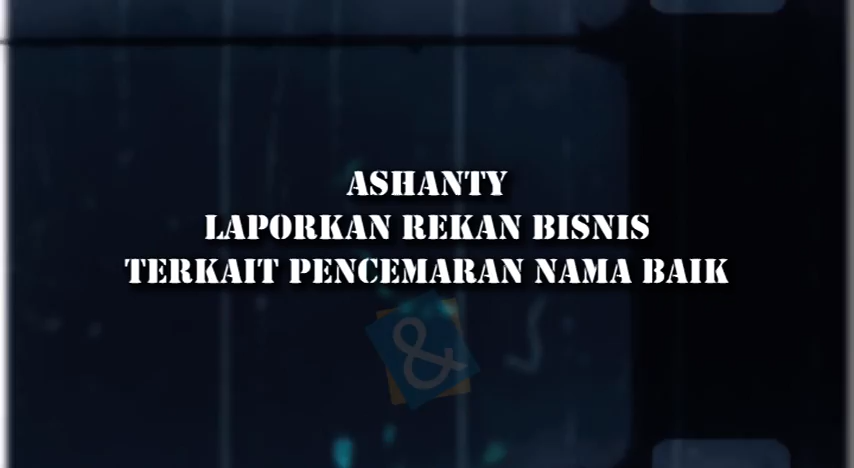 ASHANTY
LAPORKAN REKAN BISNIS
TERKAIT PENCEMARAN NAMA BAIK
&